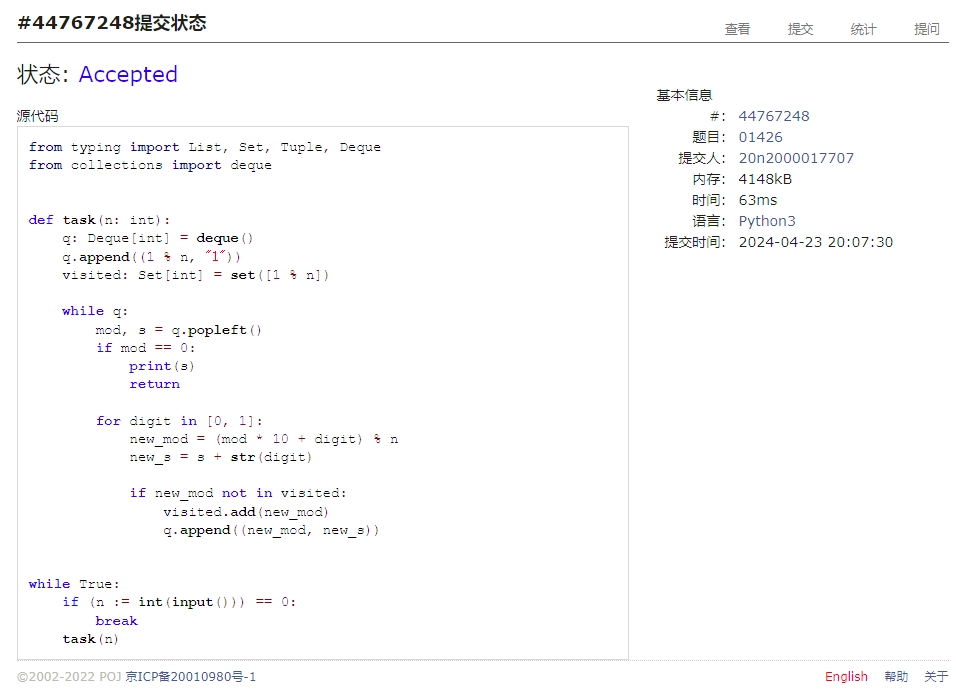 #44767248提交状态
查看 提交 统计 提问
状态: Accepted
源代码
from typing import List, Set, Tuple, Deque
from collections import deque


def task(n: int):
    q: Deque[int] = deque()
    q.append((1 % n, "1"))
    visited: Set[int] = set([1 % n])

    while q:
        mod, s = q.popleft()
        if mod == 0:
            print(s)
            return

        for digit in [0, 1]:
            new_mod = (mod * 10 + digit) % n
            new_s = s + str(digit)

            if new_mod not in visited:
                visited.add(new_mod)
                q.append((new_mod, new_s))


while True:
    if (n := int(input())) == 0:
        break
    task(n)
基本信息
#: 44767248
题目: 01426
提交人: 20n2000017707
内存: 4148kB
时间: 63ms
语言: Python3
提交时间: 2024-04-23 20:07:30
©2002-2022 POJ 京ICP备20010980号-1
English 帮助 关于